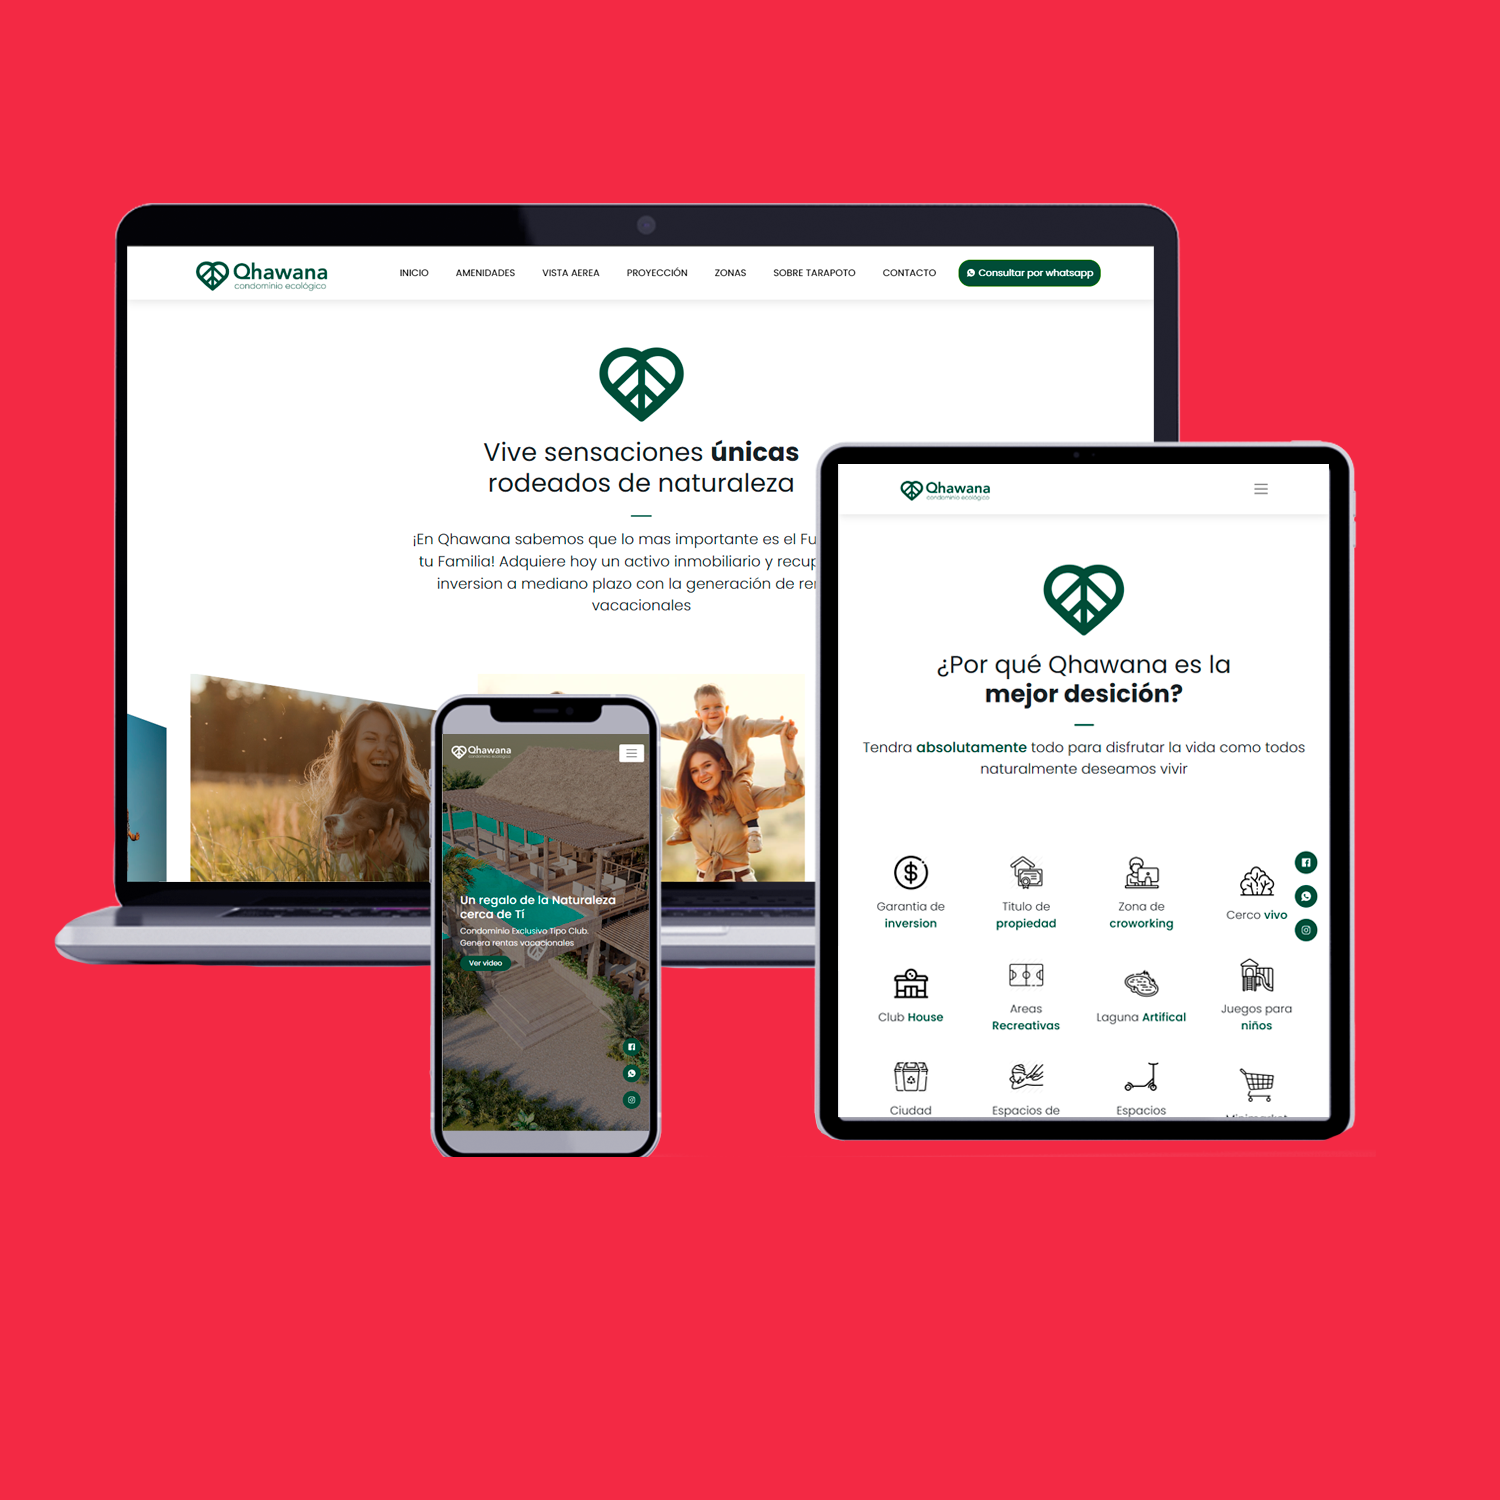 Qhawana
condominio ecológico
INICIO AMENIDADES VISTA AEREA PROYECCIÓN ZONAS SOBRE TARAPOTO CONTACTO Consultar por whatsapp
Vive sensaciones únicas
rodeados de naturaleza
¡En Qhawana sabemos que lo mas importante es el Fu
tu Familia! Adquiere hoy un activo inmobiliario y recup
inversion a mediano plazo con la generación de re
vacacionales
Qhawana
condominio ecológico
Un regalo de la Naturaleza
cerca de Tí
Condominio Exclusivo Tipo Club.
Genera rentas vacacionales
Ver video
Qhawana
condominio ecológico
¿Por qué Qhawana es la
mejor desición?
Tendra absolutamente todo para disfrutar la vida como todos
naturalmente deseamos vivir
Garantia de
inversion
Titulo de
propiedad
Zona de
croworking
Cerco vivo
Club House
Areas
Recreativas
Laguna Artifical
Juegos para
niños
Ciudad
Espacios de
Espacios
Minimarket